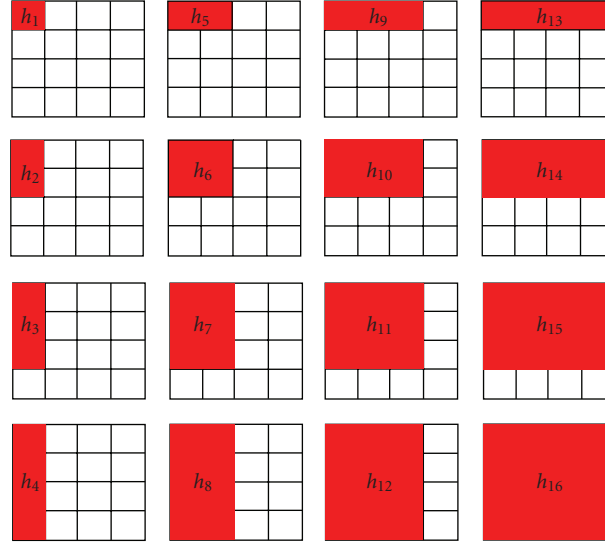 h₁ h₅ h₉ h₁₃
h₂ h₆ h₁₀ h₁₄
h₃ h₇ h₁₁ h₁₅
h₄ h₈ h₁₂ h₁₆